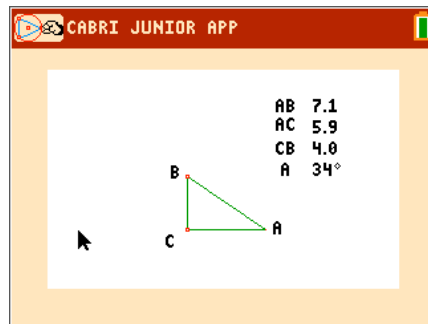 CABRI JUNIOR APP
AB 7.1
AC 5.9
CB 4.0
A 34°
B
C
A